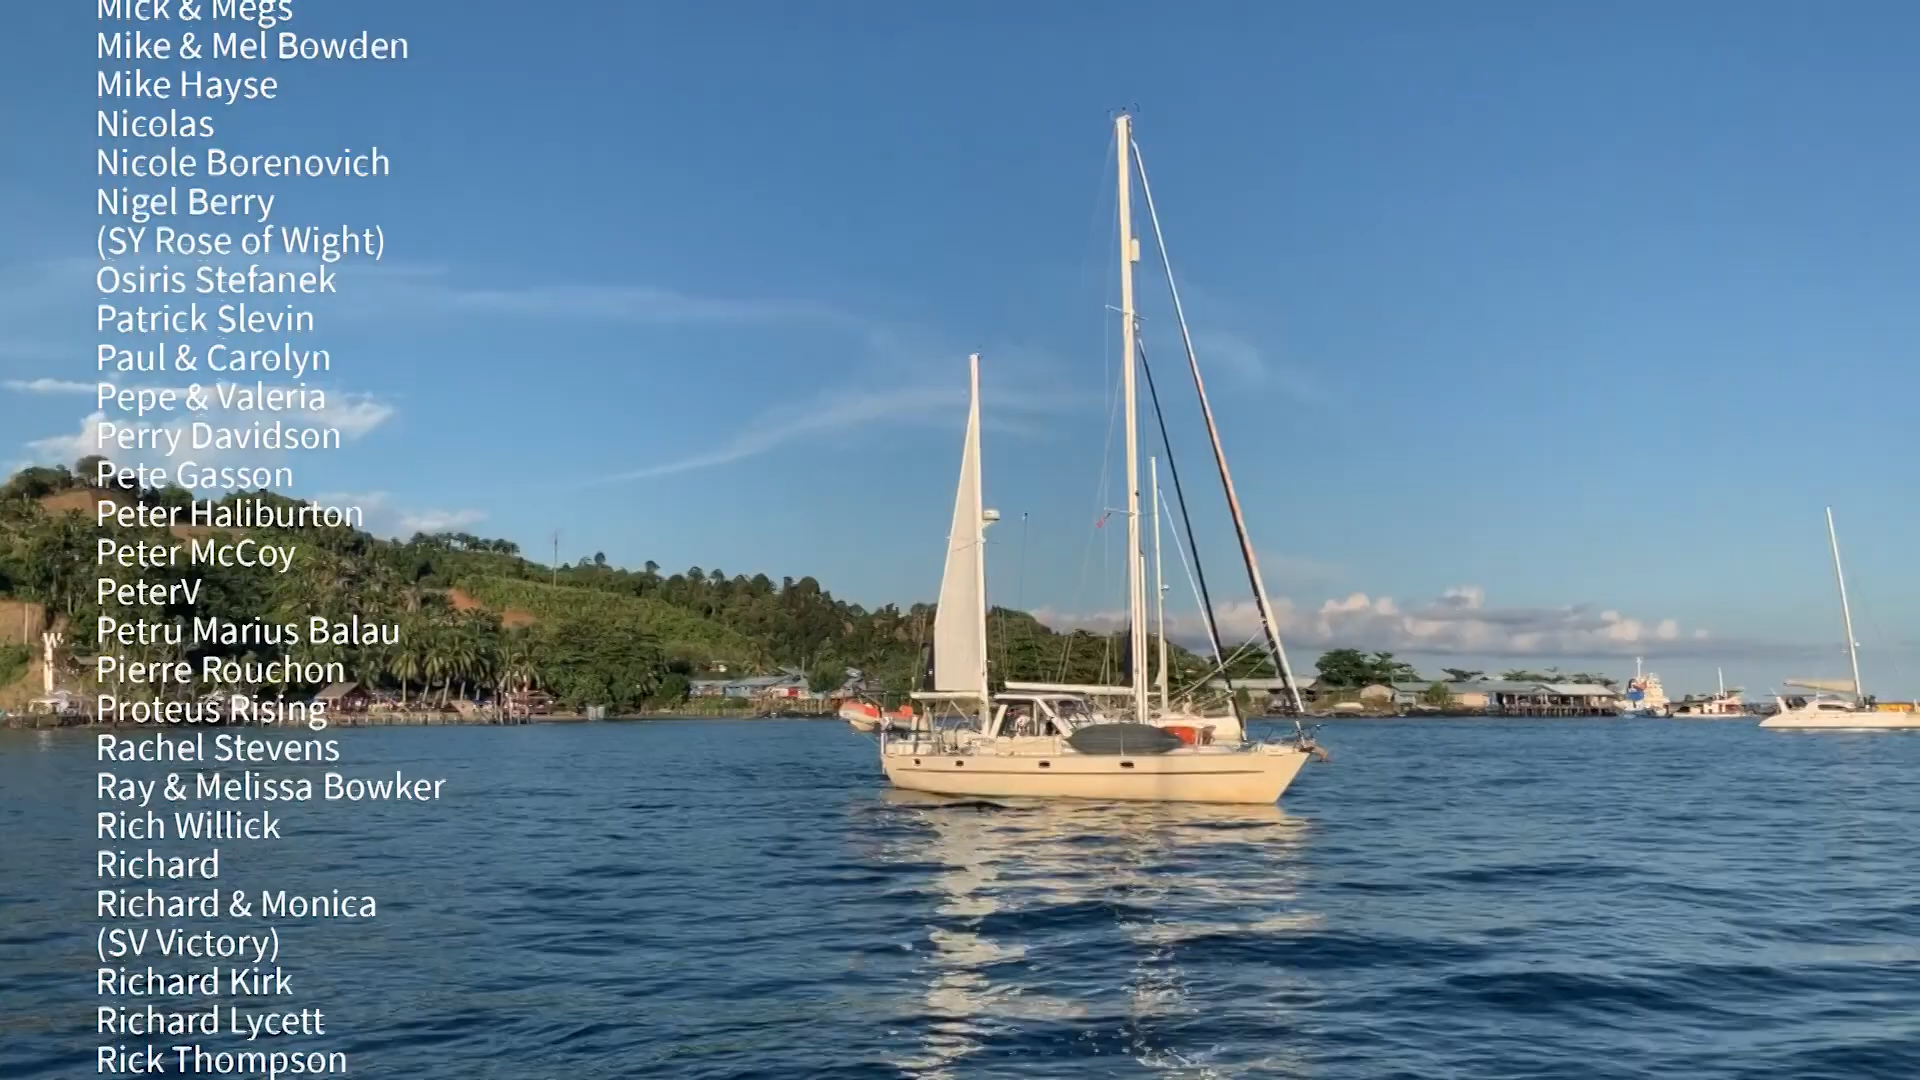 Mick & Megs
Mike & Mel Bowden
Mike Hayse
Nicolas
Nicole Borenovich
Nigel Berry
(SY Rose of Wight)
Osiris Stefanek
Patrick Slevin
Paul & Carolyn
Pepe & Valeria
Perry Davidson
Pete Gasson
Peter Haliburton
Peter McCoy
PeterV
Petru Marius Balau
Pierre Rouchon
Proteus Rising
Rachel Stevens
Ray & Melissa Bowker
Rich Willick
Richard
Richard & Monica
(SV Victory)
Richard Kirk
Richard Lycett
Rick Thompson